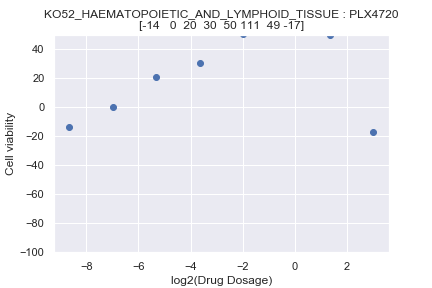 KO52_HAEMATOPOIETIC_AND_LYMPHOID_TISSUE : PLX4720
[-14 0 20 30 50 111 49 -17]
40
20
0
−20
−40
−60
−80
−100
Cell viability
−8 −6 −4 −2 0 2
log2(Drug Dosage)